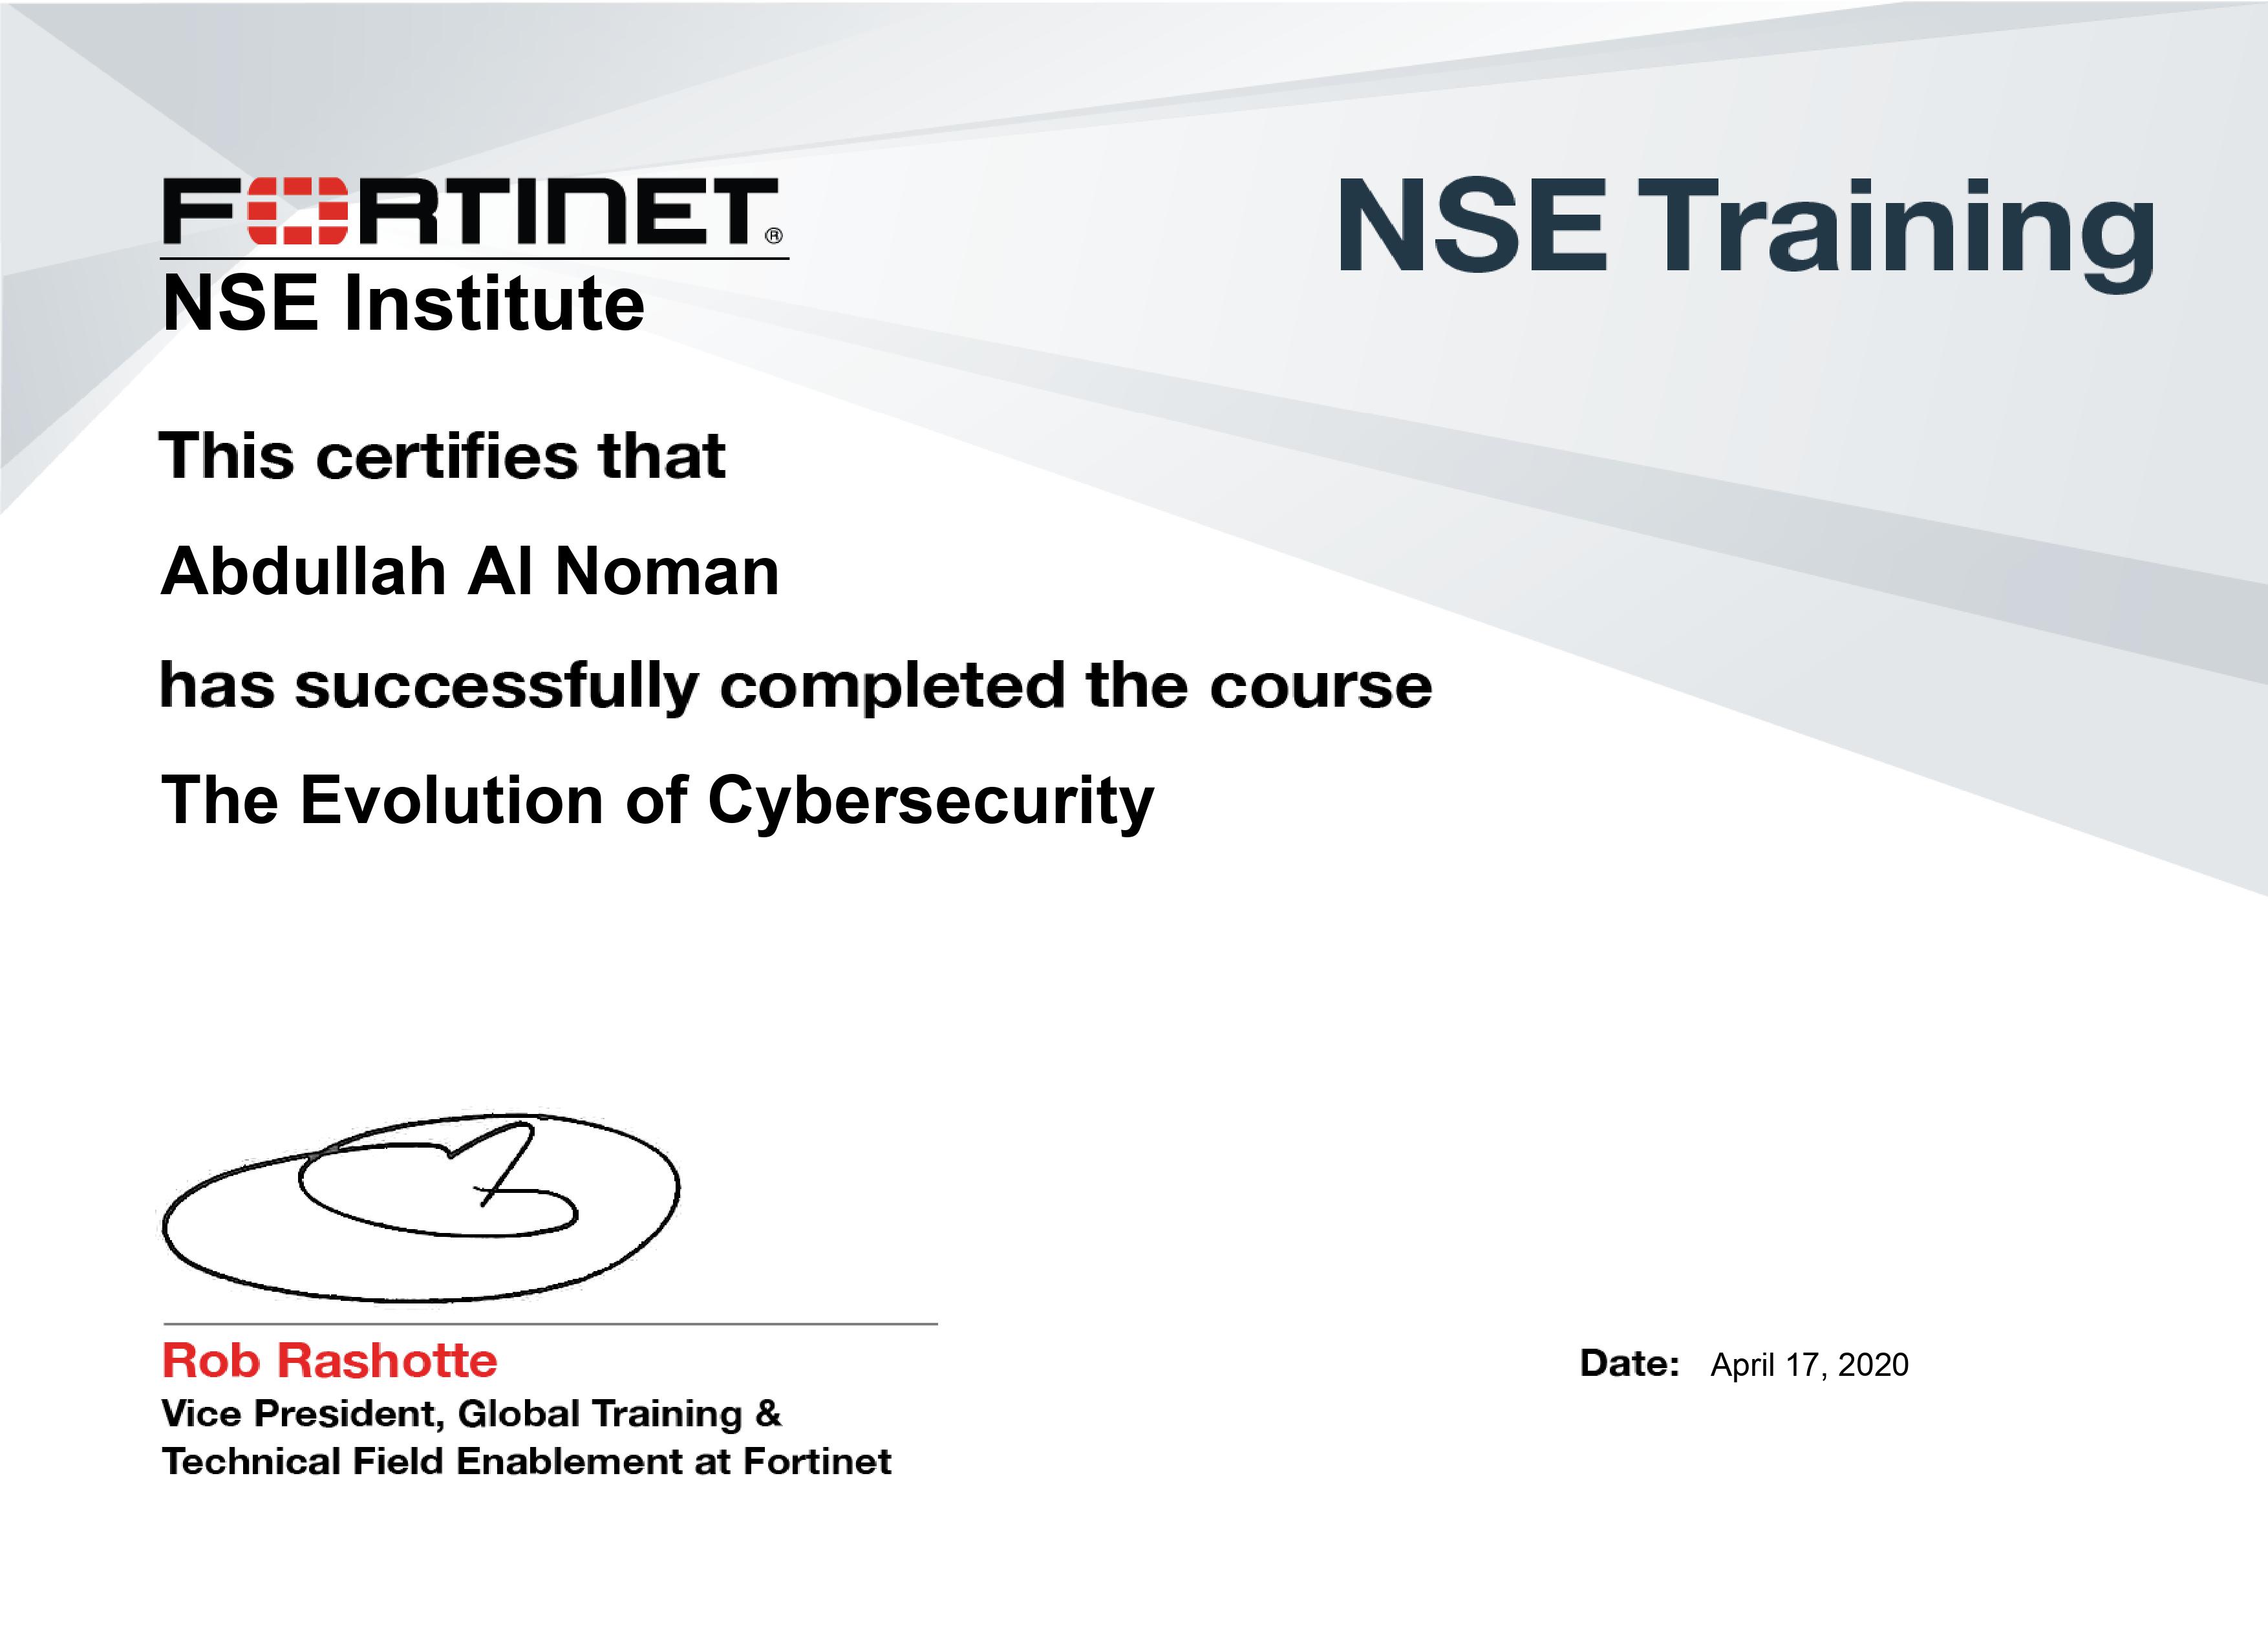 FORTINET®
NSE Training
NSE Institute
This certifies that
Abdullah Al Noman
has successfully completed the course
The Evolution of Cybersecurity
Rob Rashotte
Date: April 17, 2020
Vice President, Global Training &
Technical Field Enablement at Fortinet